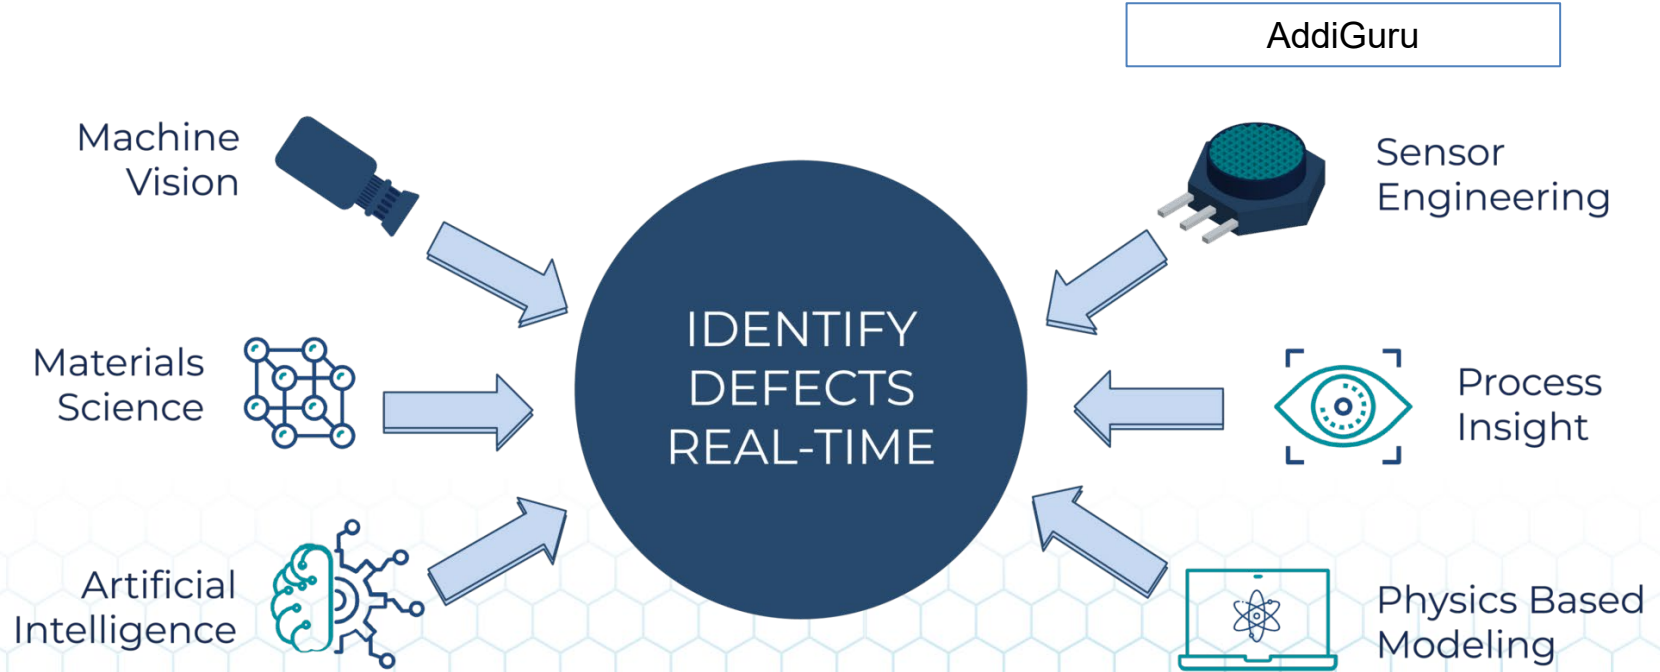 AddiGuru
Machine
Vision
Sensor
Engineering
IDENTIFY
DEFECTS
REAL-TIME
Materials
Science
Process
Insight
Artificial
Intelligence
Physics Based
Modeling